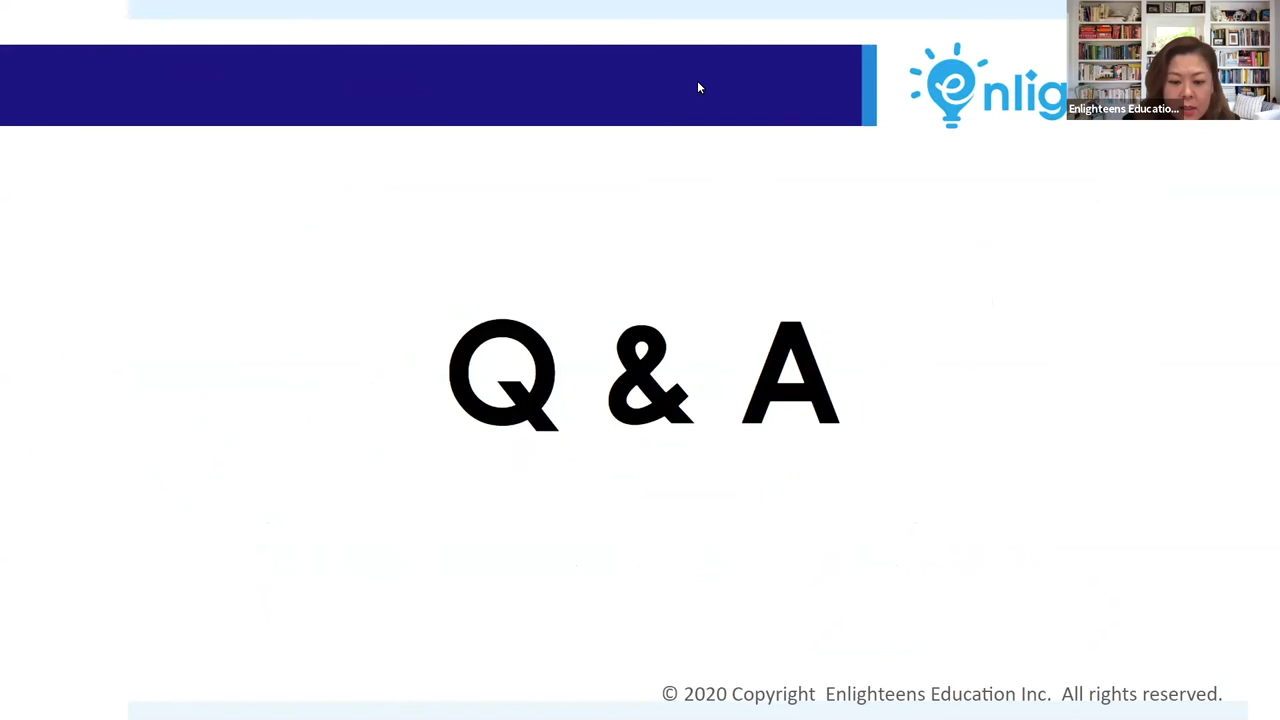 enlig
Enlighteens Educatio...
Q & A
© 2020 Copyright Enlighteens Education Inc. All rights reserved.